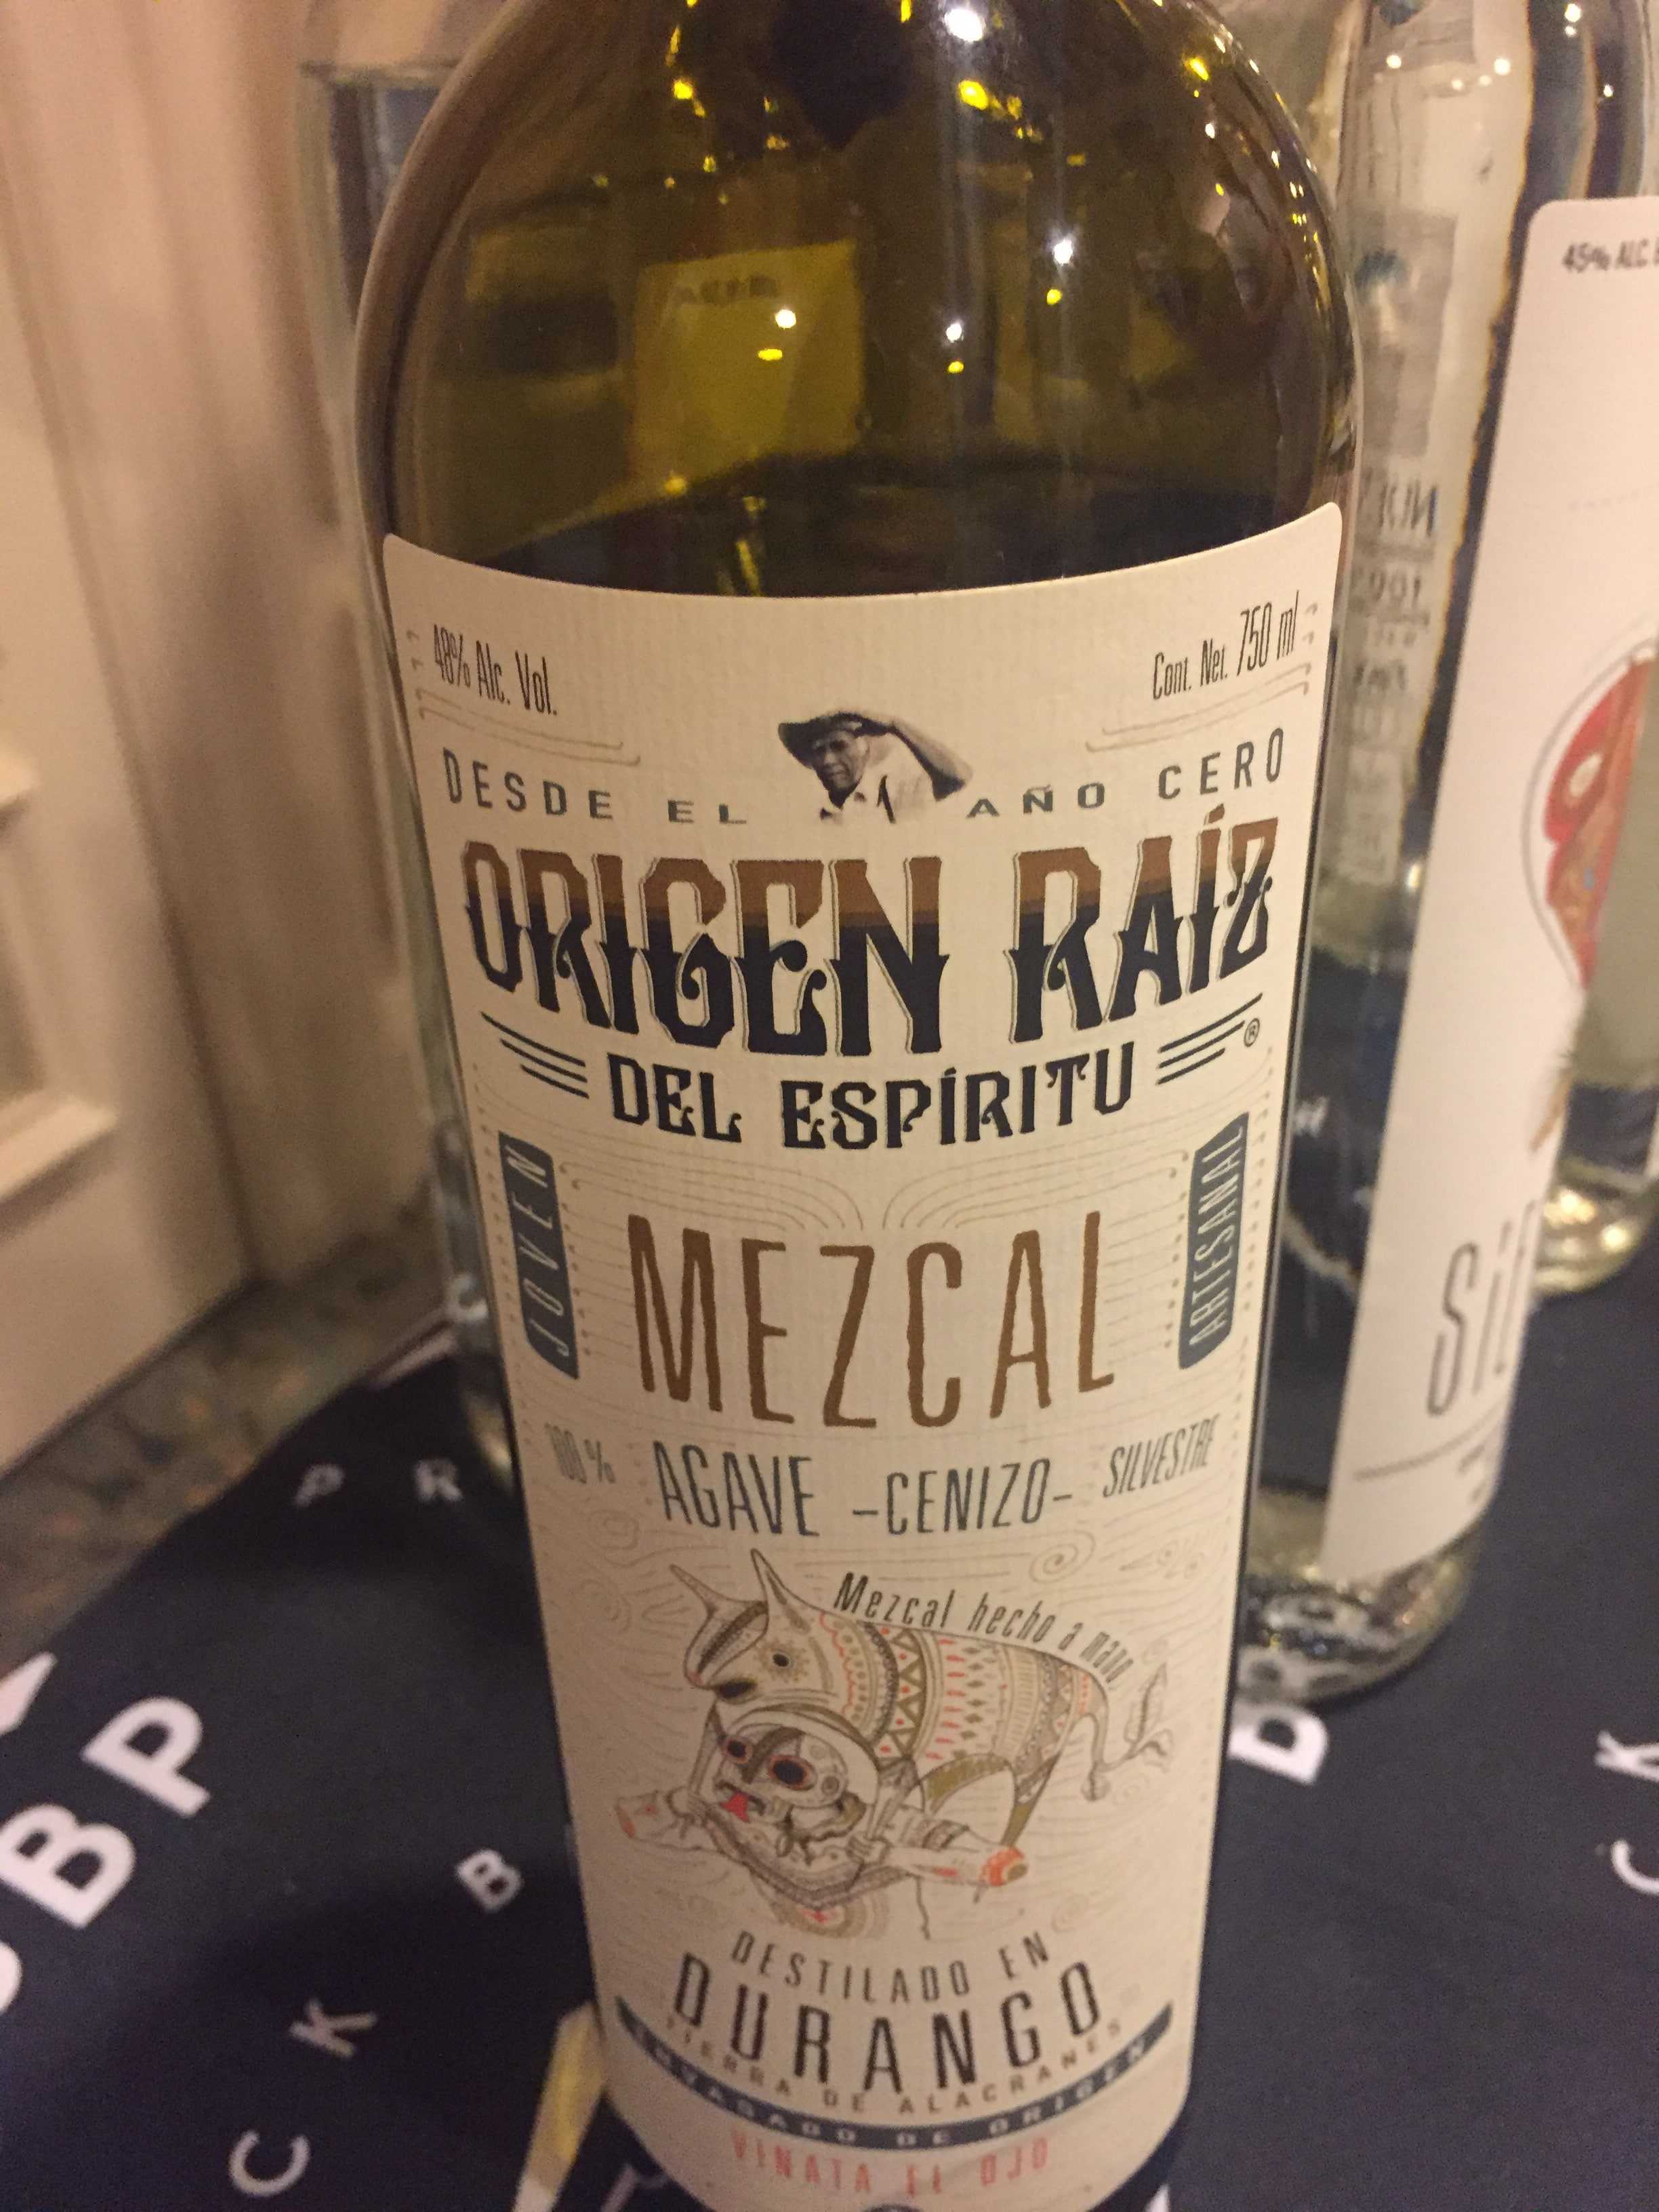 48% Alc. Vol.
Cont. Net. 750 ml
DESDE EL AÑO CERO
ORIGEN RAÍZ
DEL ESPÍRITU
®
JOVEN
ARTESANAL
MEZCAL
100% AGAVE -CENIZO- SILVESTRE
Mezcal hecho a mano
DESTILADO EN
DURANGO
TIERRA DE ALACRANES
ENVASADO DE ORIGEN
VINATA EL OJO
45% ALC
P R
B P
B
C K
D
K